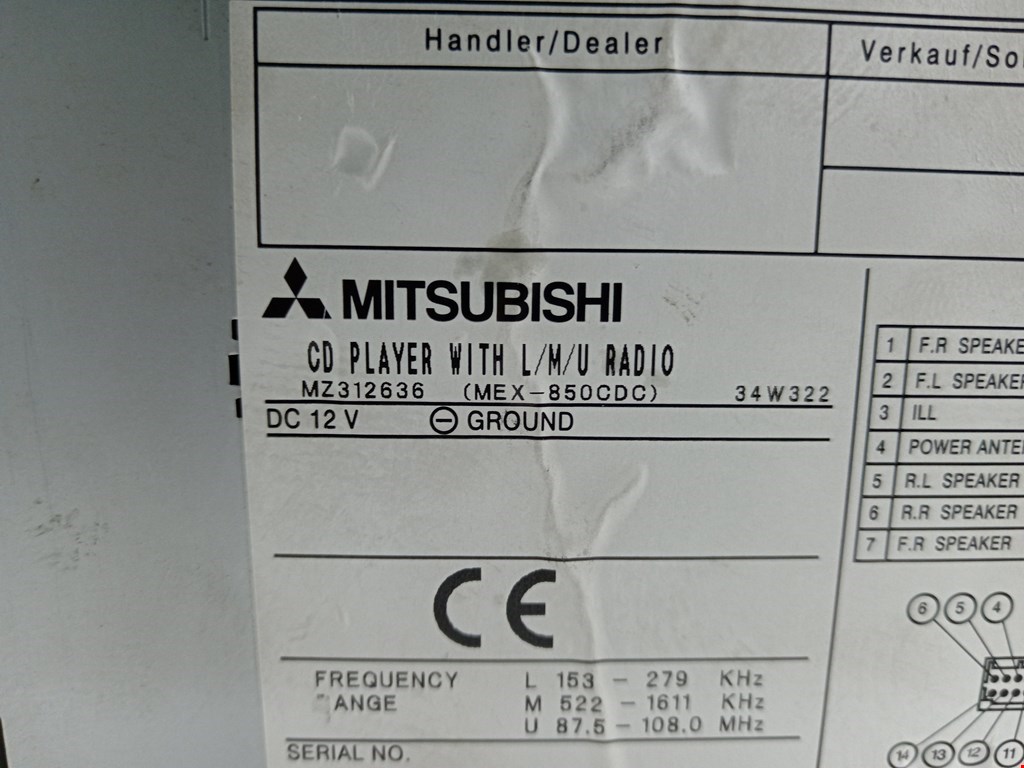 Handler/Dealer
Verkauf/So
MITSUBISHI
CD PLAYER WITH L/M/U RADIO
MZ312636 (MEX-850CDC) 34W322
DC 12 V ⊖ GROUND
CE
FREQUENCY L 153 - 279 KHz
ANGE M 522 - 1611 KHz
U 87.5 - 108.0 MHz
SERIAL NO.
1 F.R SPEAKE
2 F.L SPEAKER
3 ILL
4 POWER ANTE
5 R.L SPEAKER
6 R.R SPEAKER
7 F.R SPEAKER
6 5 4
14 13 12 11